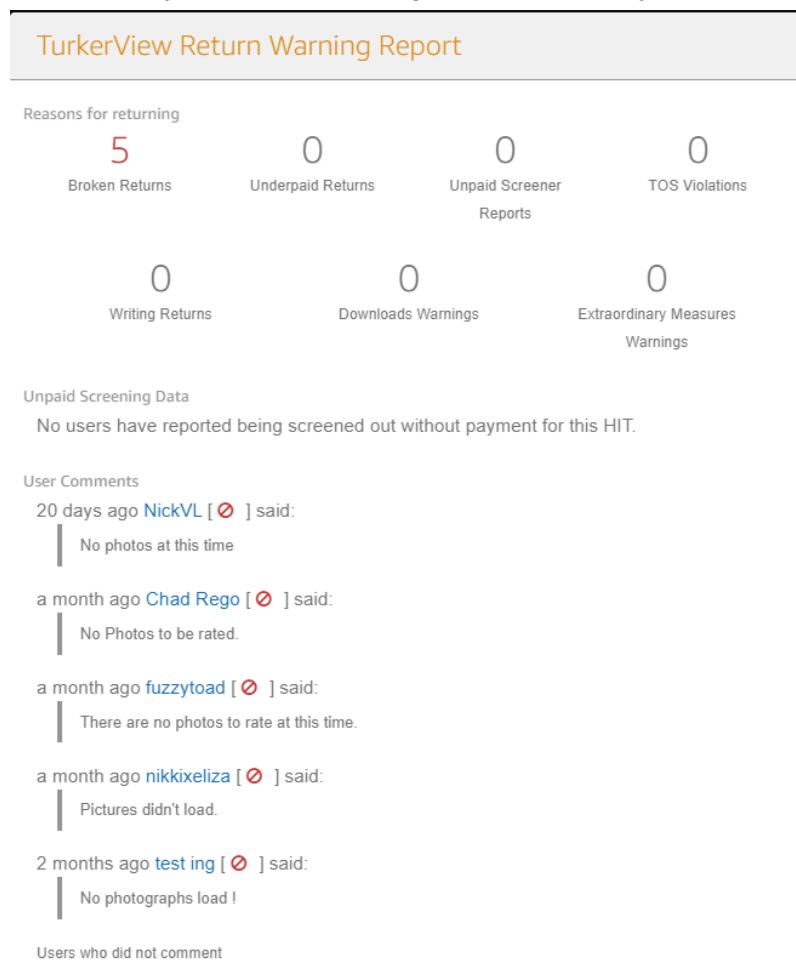 TurkerView Return Warning Report
Reasons for returning
5 0 0 0
Broken Returns Underpaid Returns Unpaid Screener TOS Violations
Reports
0 0 0
Writing Returns Downloads Warnings Extraordinary Measures
Warnings
Unpaid Screening Data
No users have reported being screened out without payment for this HIT.
User Comments
20 days ago NickVL [ ] said:
No photos at this time
a month ago Chad Rego [ ] said:
No Photos to be rated.
a month ago fuzzytoad [ ] said:
There are no photos to rate at this time.
a month ago nikkixeliza [ ] said:
Pictures didn't load.
2 months ago test ing [ ] said:
No photographs load !
Users who did not comment